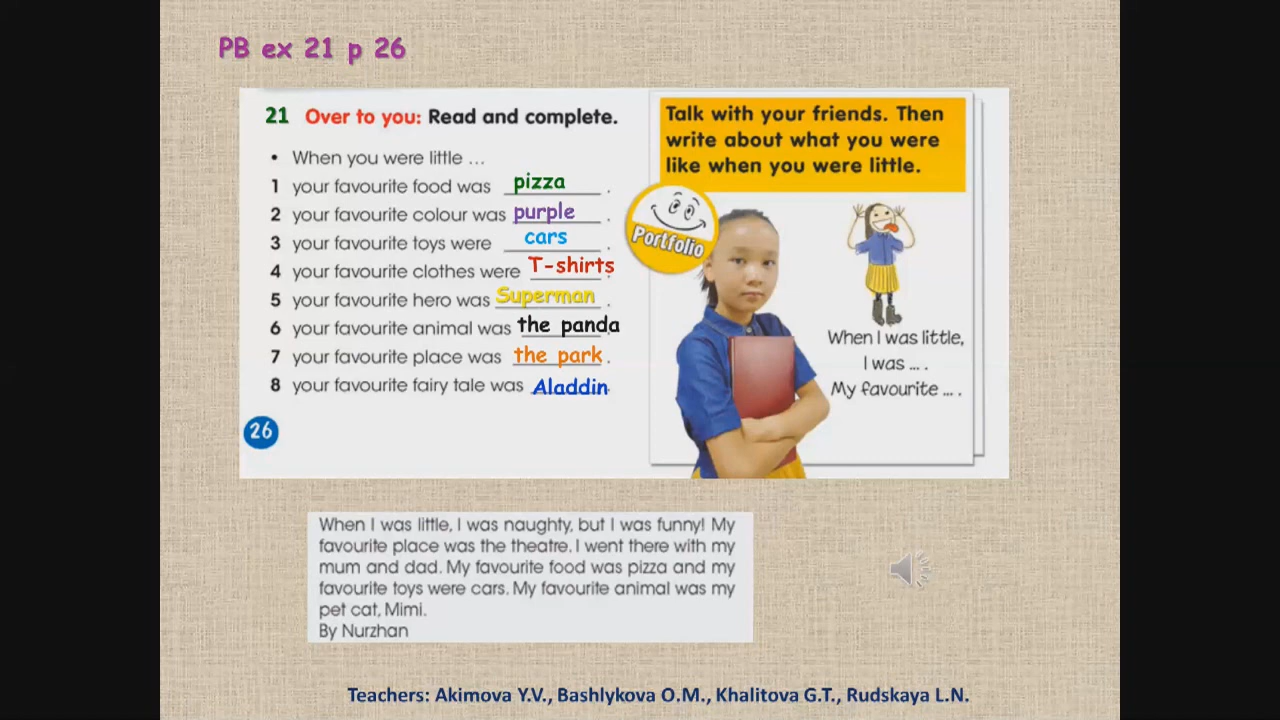 PB ex 21 p 26
21 Over to you: Read and complete.
• When you were little ...
1 your favourite food was pizza.
2 your favourite colour was purple.
3 your favourite toys were cars.
4 your favourite clothes were T-shirts.
5 your favourite hero was Superman.
6 your favourite animal was the panda.
7 your favourite place was the park.
8 your favourite fairy tale was Aladdin.
26
Talk with your friends. Then
write about what you were
like when you were little.
Portfolio
When I was little,
I was ... .
My favourite ... .
When I was little, I was naughty, but I was funny! My
favourite place was the theatre. I went there with my
mum and dad. My favourite food was pizza and my
favourite toys were cars. My favourite animal was my
pet cat, Mimi.
By Nurzhan
Teachers: Akimova Y.V., Bashlykova O.M., Khalitova G.T., Rudskaya L.N.